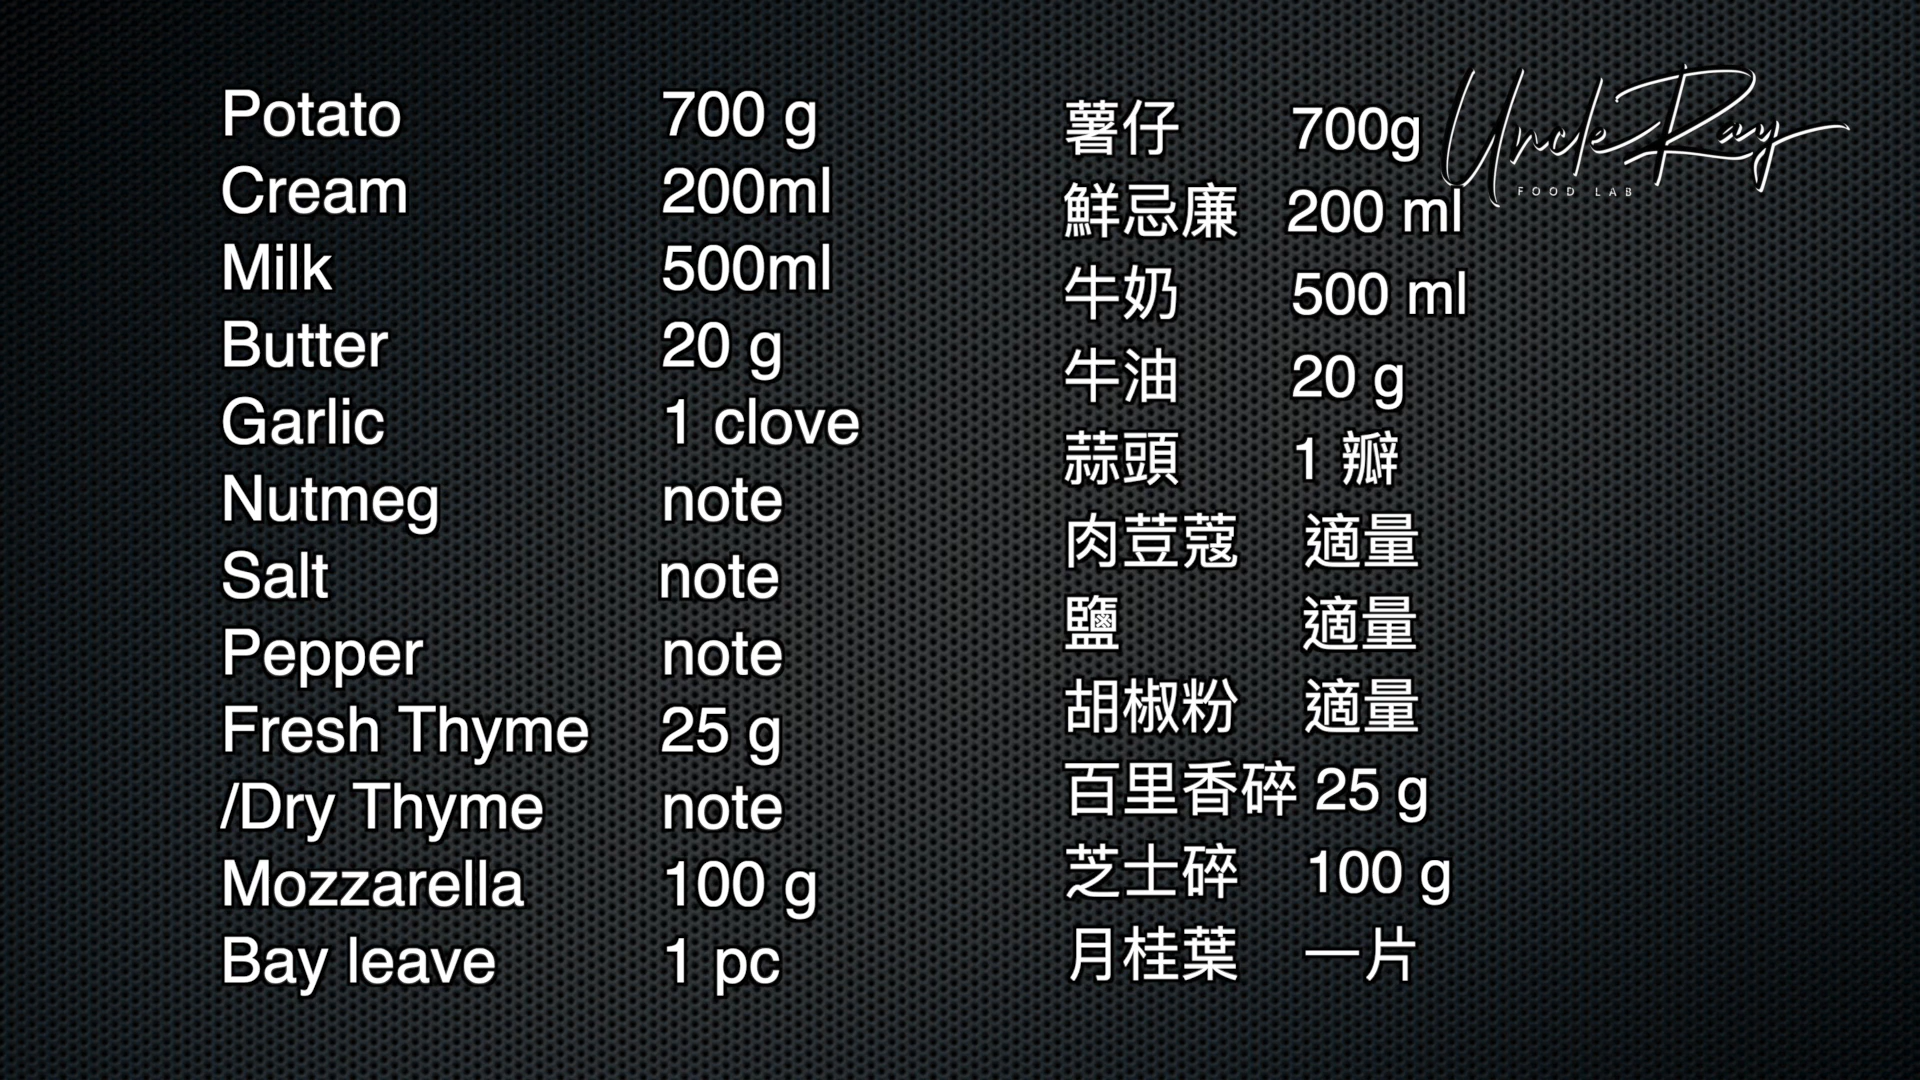 Potato 700 g
Cream 200ml
Milk 500ml
Butter 20 g
Garlic 1 clove
Nutmeg note
Salt note
Pepper note
Fresh Thyme 25 g
/Dry Thyme note
Mozzarella 100 g
Bay leave 1 pc
薯仔 700g
鮮忌廉 200 ml
牛奶 500 ml
牛油 20 g
蒜頭 1 瓣
肉荳蔻 適量
鹽 適量
胡椒粉 適量
百里香碎 25 g
芝士碎 100 g
月桂葉 一片
Uncle Ray
FOOD LAB